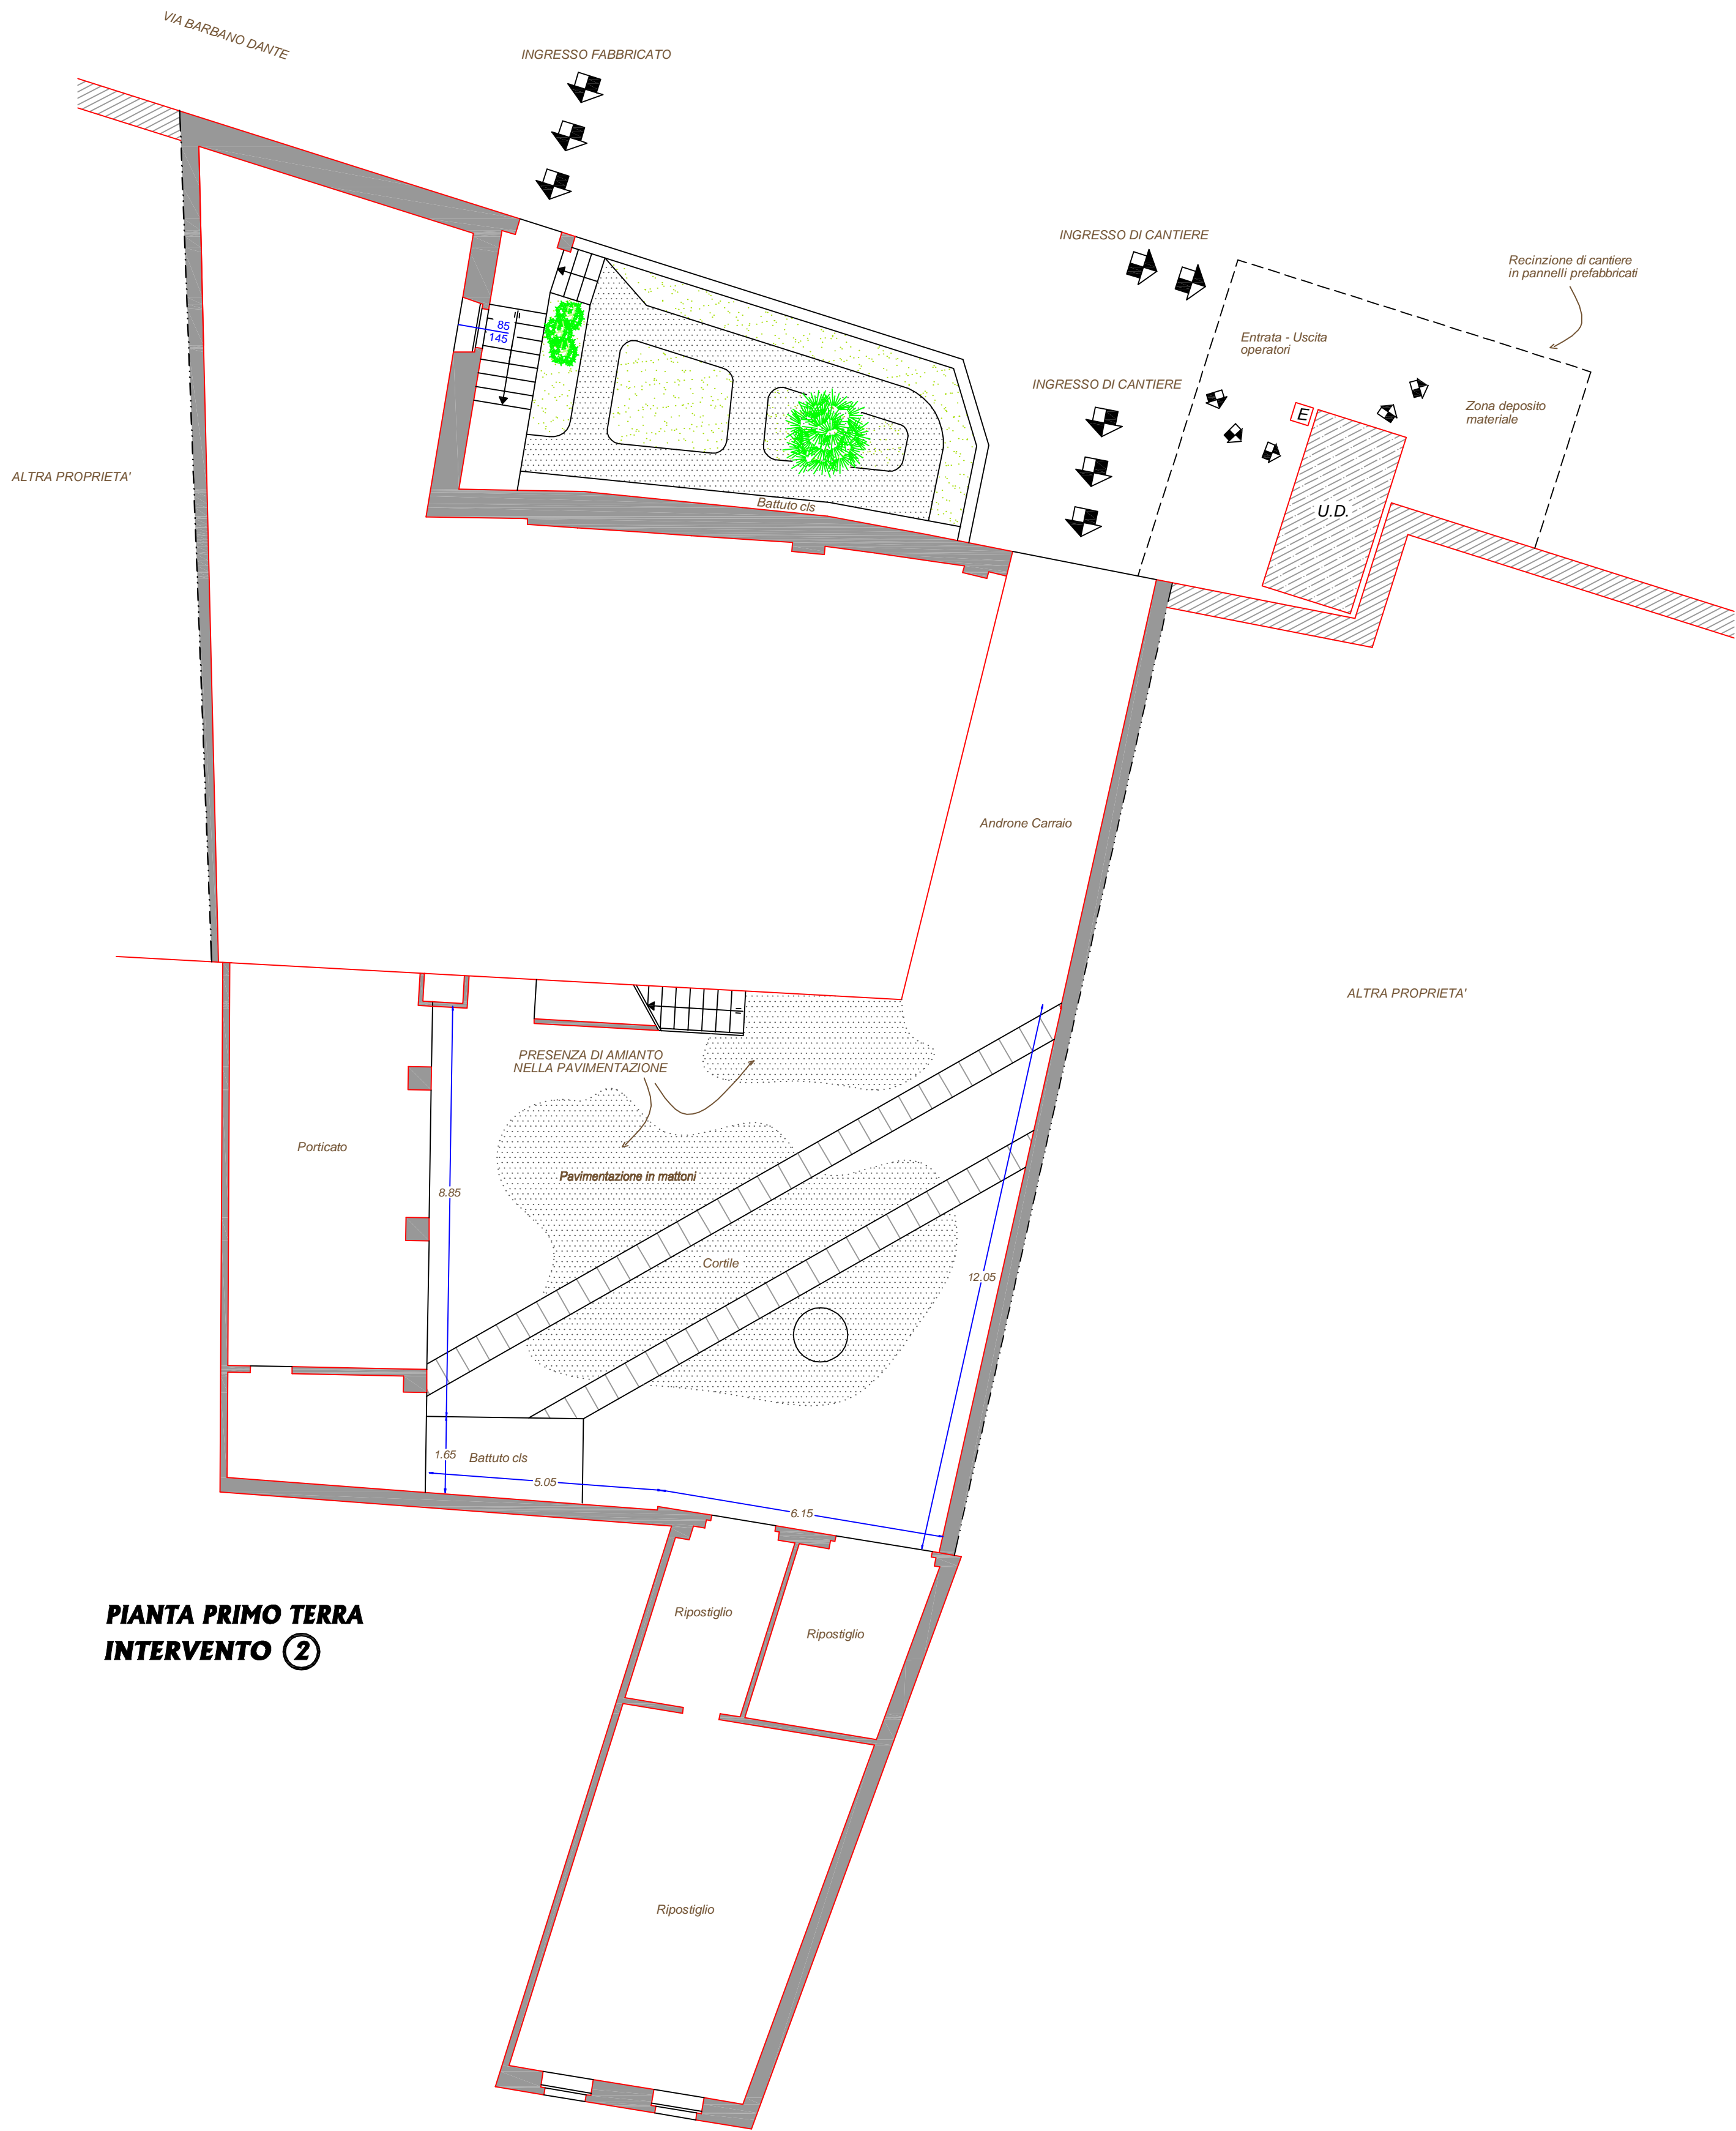 VIA BARBANO DANTE
INGRESSO FABBRICATO
INGRESSO DI CANTIERE
Recinzione di cantiere
in pannelli prefabbricati
Entrata - Uscita
operatori
85
145
INGRESSO DI CANTIERE
E
Zona deposito
materiale
ALTRA PROPRIETA'
Battuto cls
U.D.
Androne Carraio
ALTRA PROPRIETA'
PRESENZA DI AMIANTO
NELLA PAVIMENTAZIONE
Porticato
Pavimentazione in mattoni
8.85
Cortile
12.05
1.65
Battuto cls
5.05
6.15
PIANTA PRIMO TERRA
INTERVENTO 2
Ripostiglio
Ripostiglio
Ripostiglio